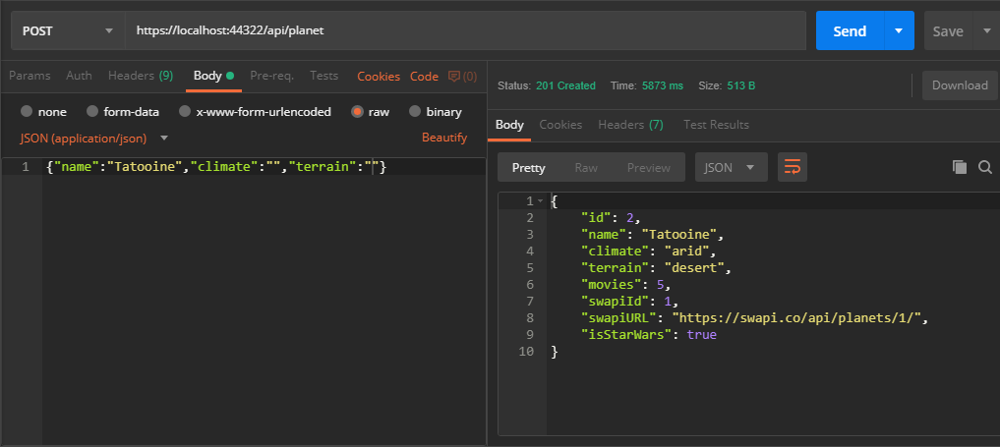 POST https://localhost:44322/api/planet Send Save
Params Auth Headers (9) Body Pre-req. Tests Cookies Code (0)
none form-data x-www-form-urlencoded raw binary
JSON (application/json) Beautify
1 {"name":"Tatooine","climate":"","terrain":""}
Status: 201 Created Time: 5873 ms Size: 513 B Download
Body Cookies Headers (7) Test Results
Pretty Raw Preview JSON
1 {
2 "id": 2,
3 "name": "Tatooine",
4 "climate": "arid",
5 "terrain": "desert",
6 "movies": 5,
7 "swapiId": 1,
8 "swapiURL": "https://swapi.co/api/planets/1/",
9 "isStarWars": true
10 }